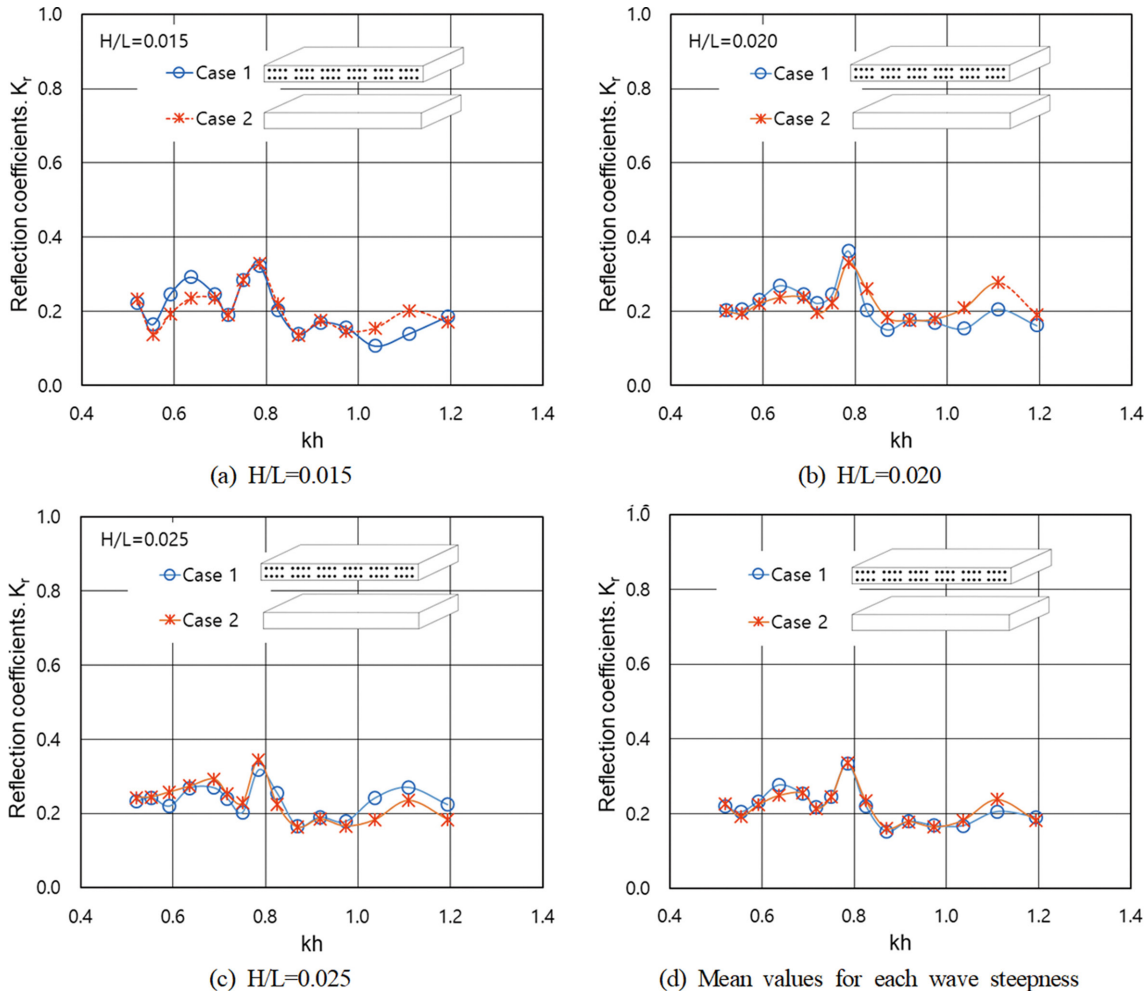 H/L=0.015
Case 1
Case 2
Reflection coefficients. Kr
1.0
0.8
0.6
0.4
0.2
0.0
0.4 0.6 0.8 1.0 1.2 1.4
kh
(a) H/L=0.015
H/L=0.020
Case 1
Case 2
Reflection coefficients. Kr
1.0
0.8
0.6
0.4
0.2
0.0
0.4 0.6 0.8 1.0 1.2 1.4
kh
(b) H/L=0.020
H/L=0.025
Case 1
Case 2
Reflection coefficients. Kr
1.0
0.8
0.6
0.4
0.2
0.0
0.4 0.6 0.8 1.0 1.2 1.4
kh
(c) H/L=0.025
Case 1
Case 2
Reflection coefficients. Kr
1.0
0.8
0.6
0.4
0.2
0.0
0.4 0.6 0.8 1.0 1.2 1.4
kh
(d) Mean values for each wave steepness